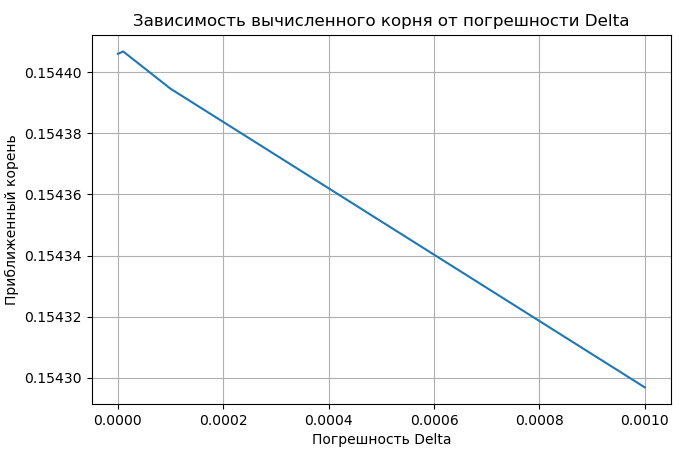 Зависимость вычисленного корня от погрешности Delta
Приближенный корень
0.15440
0.15438
0.15436
0.15434
0.15432
0.15430
0.0000 0.0002 0.0004 0.0006 0.0008 0.0010
Погрешность Delta